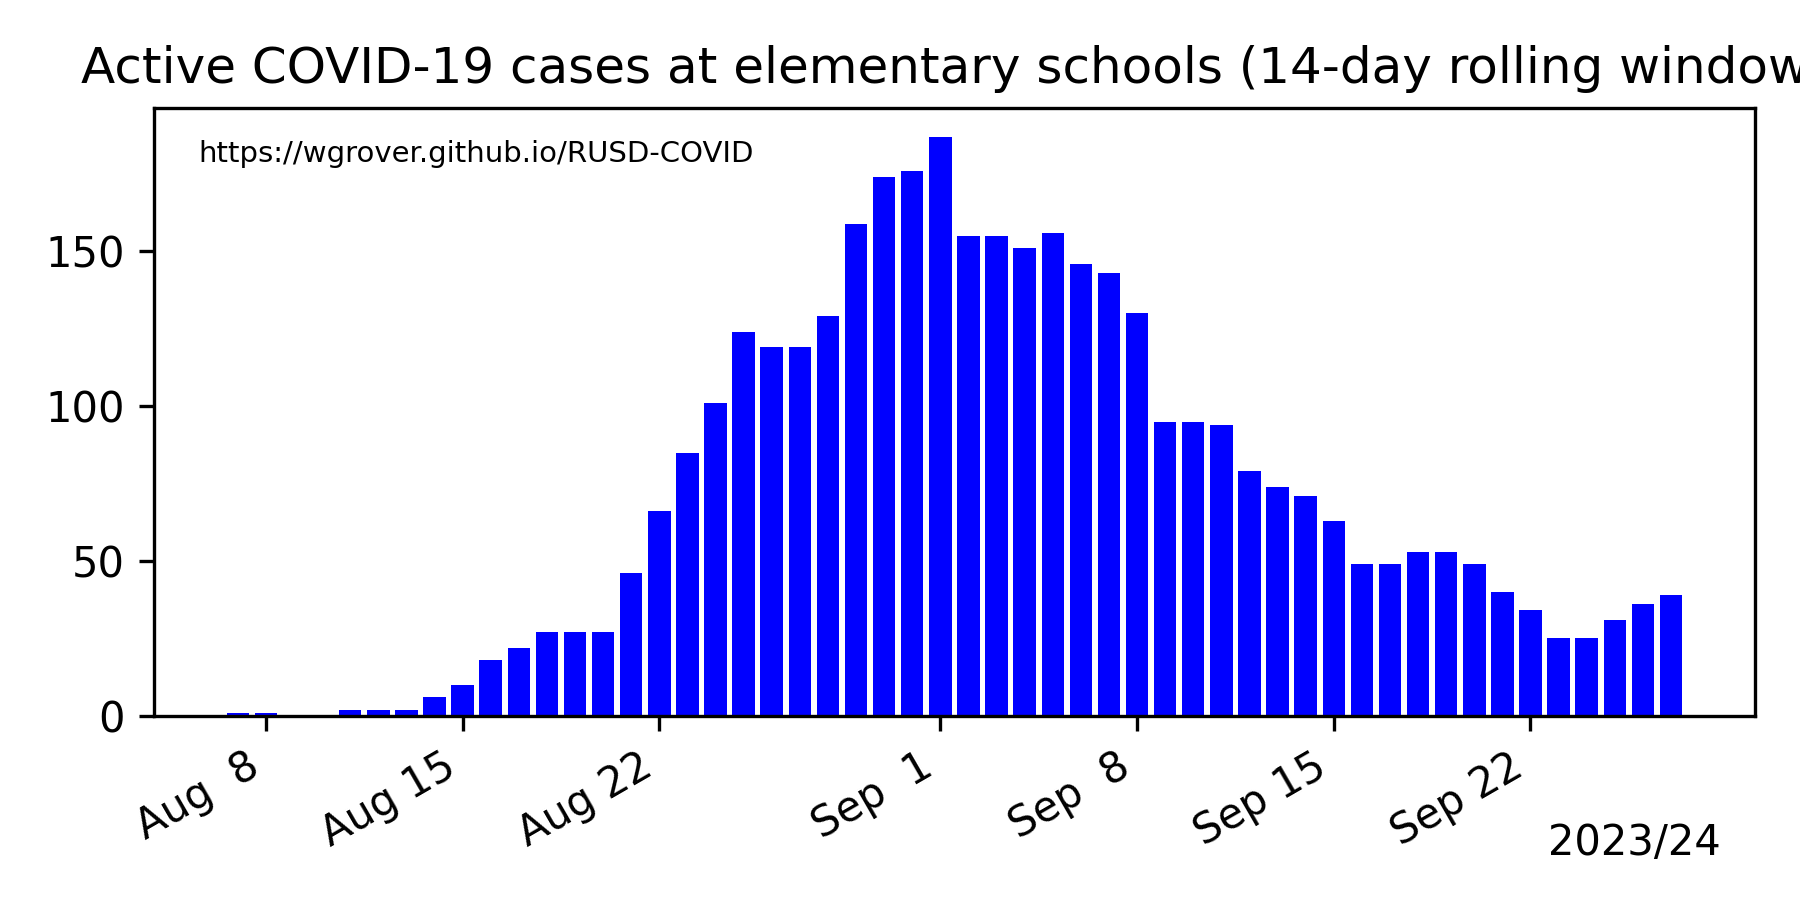 Active COVID-19 cases at elementary schools (14-day rolling window
https://wgrover.github.io/RUSD-COVID
150
100
50
0
Aug 8
Aug 15
Aug 22
Sep 1
Sep 8
Sep 15
Sep 22
2023/24